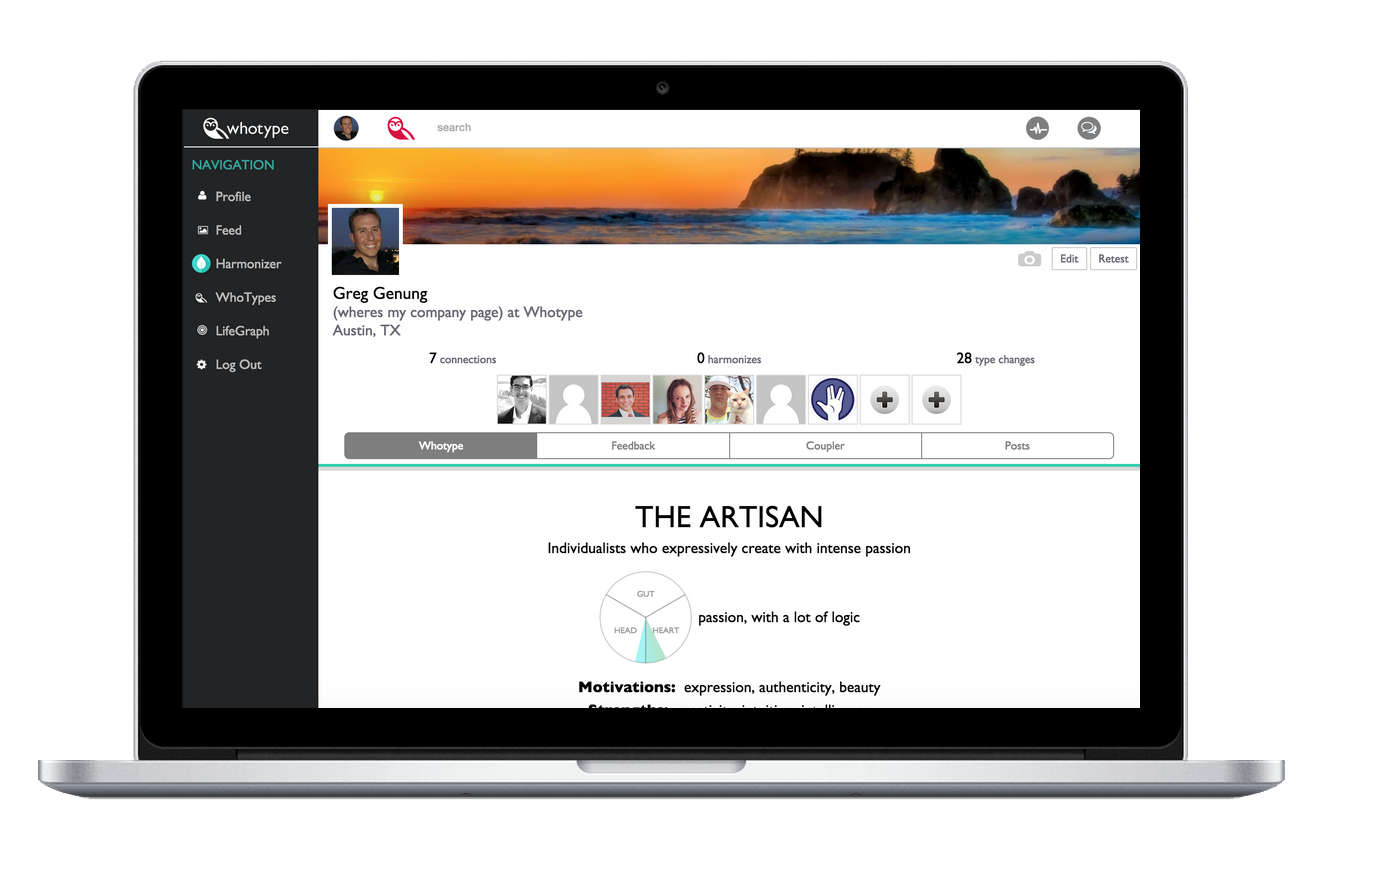 whotype
search
NAVIGATION
Profile
Feed
Harmonizer
WhoTypes
LifeGraph
Log Out
Edit
Retest
Greg Genung
(wheres my company page) at Whotype
Austin, TX
7 connections
0 harmonizes
28 type changes
Whotype
Feedback
Coupler
Posts
THE ARTISAN
Individualists who expressively create with intense passion
GUT
HEAD
HEART
passion, with a lot of logic
Motivations: expression, authenticity, beauty